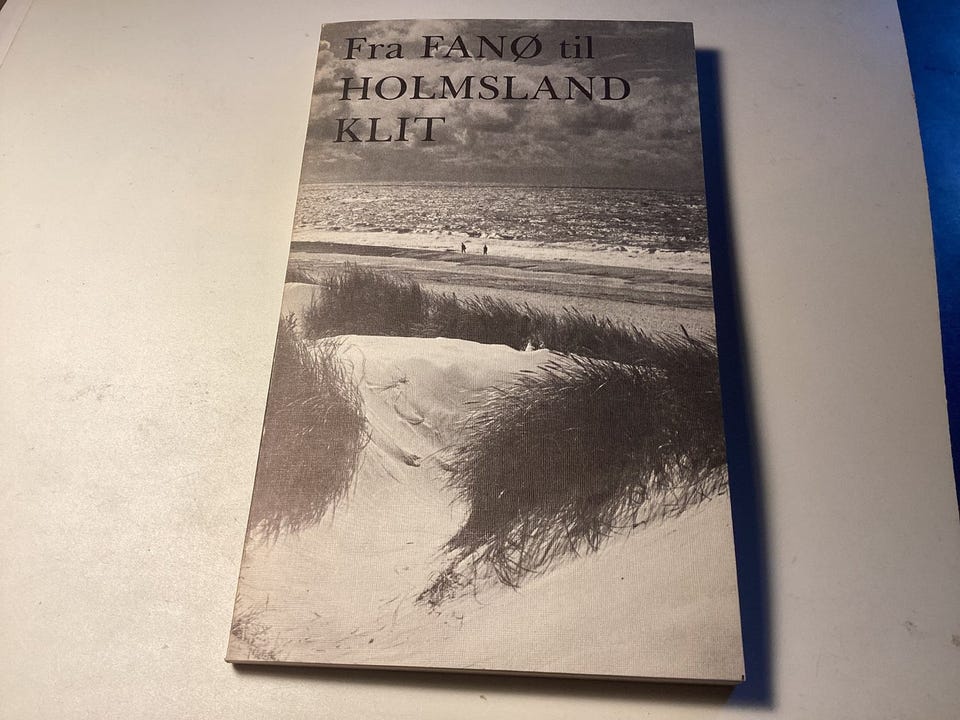 Fra FANØ til
HOLMSLAND
KLIT